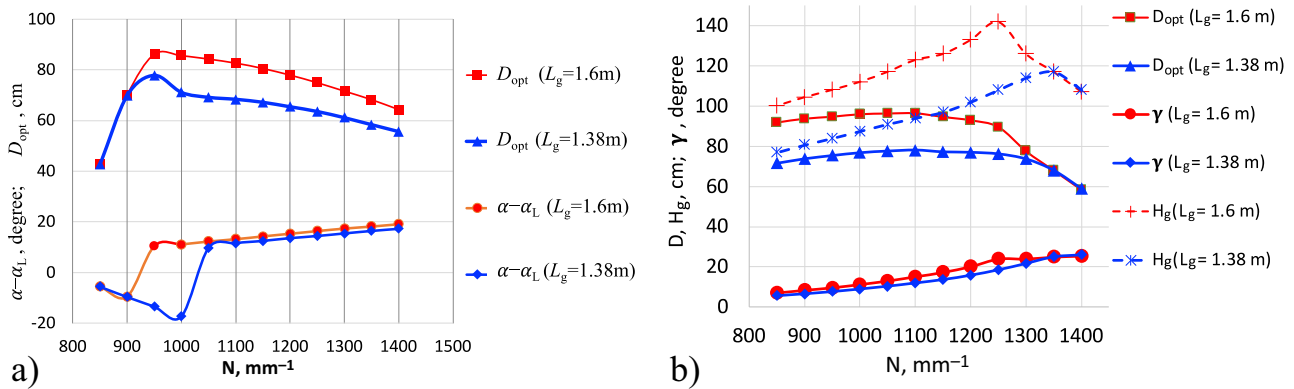 100
80
60
40
20
0
-20
800 900 1000 1100 1200 1300 1400 1500
N, mm⁻¹
α−α_L , degree; D_opt , cm
D_opt (L_g=1.6m)
D_opt (L_g=1.38m)
α−α_L (L_g=1.6m)
α−α_L (L_g=1.38m)
a)
140
120
100
80
60
40
20
0
800 900 1000 1100 1200 1300 1400
N, mm⁻¹
D, H_g, cm; γ, degree
D_opt (L_g= 1.6 m)
D_opt (L_g= 1.38 m)
γ (L_g= 1.6 m)
γ (L_g = 1.38 m)
H_g(L_g= 1.6 m)
H_g(L_g= 1.38 m)
b)